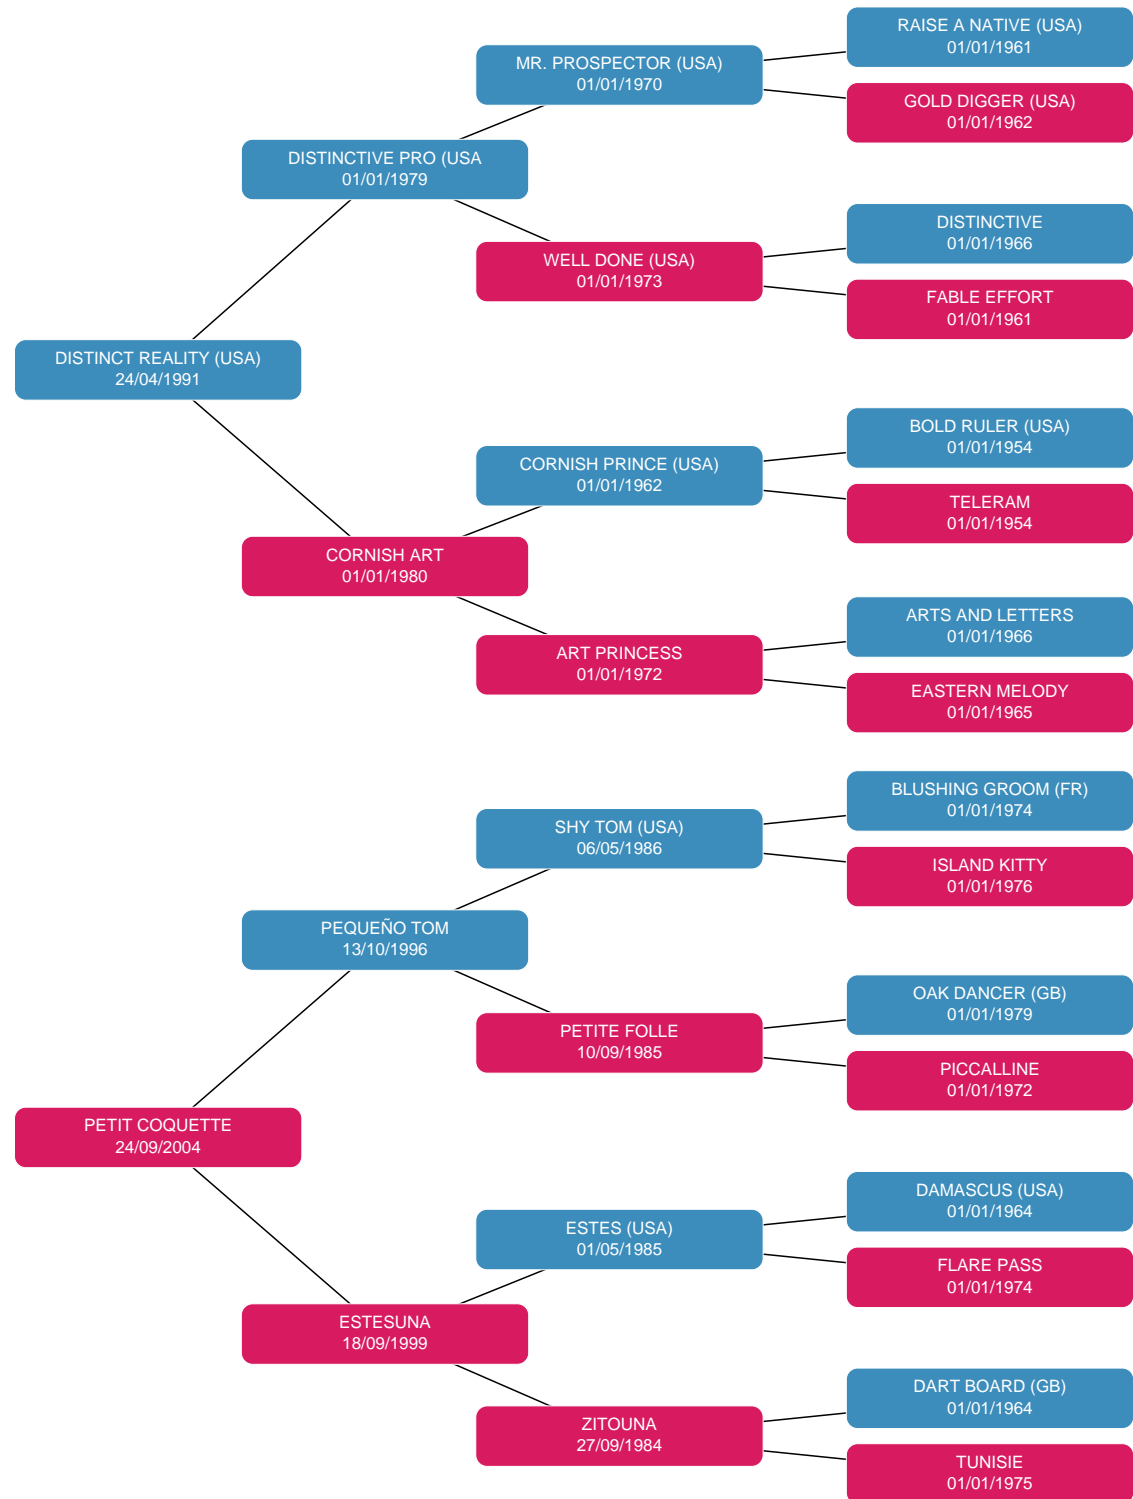 RAISE A NATIVE (USA)
01/01/1961
MR. PROSPECTOR (USA)
01/01/1970
GOLD DIGGER (USA)
01/01/1962
DISTINCTIVE PRO (USA
01/01/1979
DISTINCTIVE
01/01/1966
WELL DONE (USA)
01/01/1973
FABLE EFFORT
01/01/1961
DISTINCT REALITY (USA)
24/04/1991
BOLD RULER (USA)
01/01/1954
CORNISH PRINCE (USA)
01/01/1962
TELERAM
01/01/1954
CORNISH ART
01/01/1980
ARTS AND LETTERS
01/01/1966
ART PRINCESS
01/01/1972
EASTERN MELODY
01/01/1965
BLUSHING GROOM (FR)
01/01/1974
SHY TOM (USA)
06/05/1986
ISLAND KITTY
01/01/1976
PEQUEÑO TOM
13/10/1996
OAK DANCER (GB)
01/01/1979
PETITE FOLLE
10/09/1985
PICCALLINE
01/01/1972
PETIT COQUETTE
24/09/2004
DAMASCUS (USA)
01/01/1964
ESTES (USA)
01/05/1985
FLARE PASS
01/01/1974
ESTESUNA
18/09/1999
DART BOARD (GB)
01/01/1964
ZITOUNA
27/09/1984
TUNISIE
01/01/1975